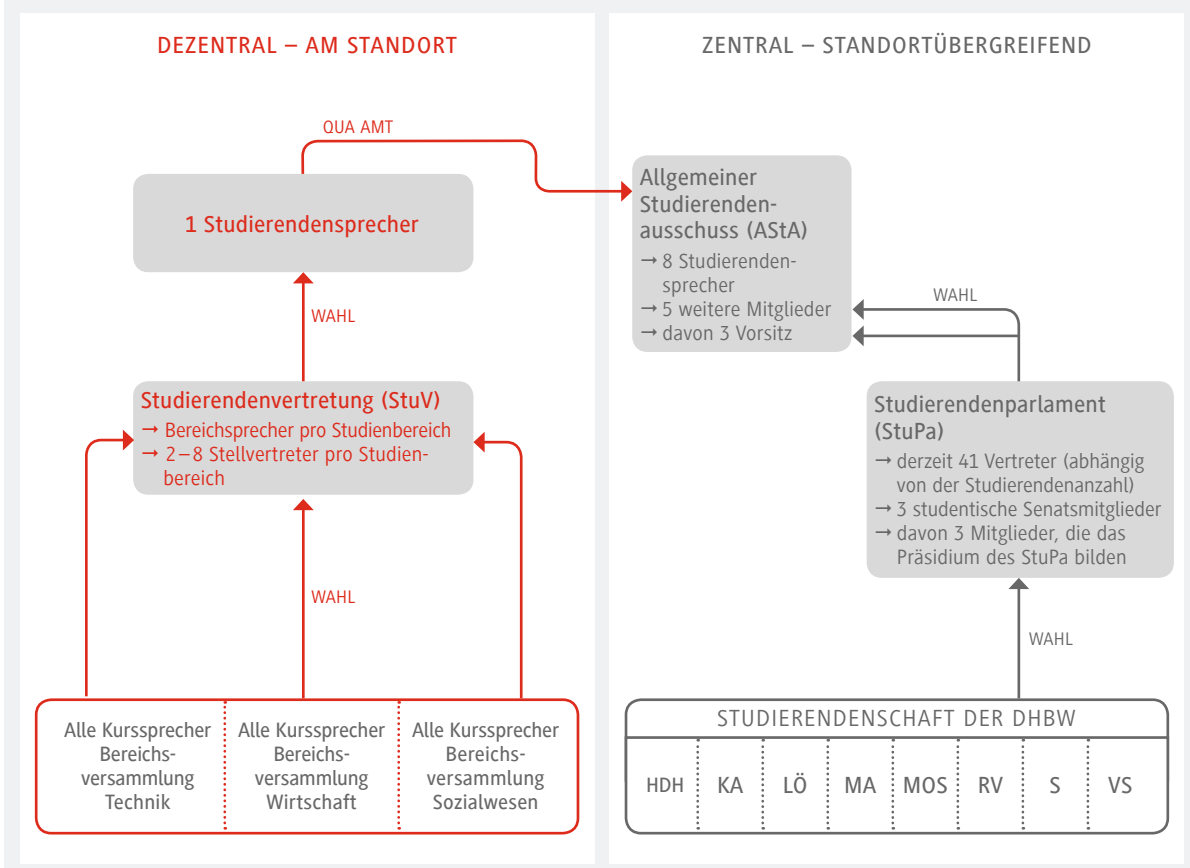 DEZENTRAL – AM STANDORT
QUA AMT
1 Studierendensprecher
WAHL
Studierendenvertretung (StuV)
→ Bereichsprecher pro Studienbereich
→ 2–8 Stellvertreter pro Studien-
bereich
WAHL
Alle Kurssprecher
Bereichs-
versammlung
Technik
Alle Kurssprecher
Bereichs-
versammlung
Wirtschaft
Alle Kurssprecher
Bereichs-
versammlung
Sozialwesen
ZENTRAL – STANDORTÜBERGREIFEND
Allgemeiner
Studierenden-
ausschuss (AStA)
→ 8 Studierenden-
sprecher
→ 5 weitere Mitglieder
→ davon 3 Vorsitz
WAHL
Studierendenparlament
(StuPa)
→ derzeit 41 Vertreter (abhängig
von der Studierendenanzahl)
→ 3 studentische Senatsmitglieder
→ davon 3 Mitglieder, die das
Präsidium des StuPa bilden
WAHL
STUDIERENDENSCHAFT DER DHBW
HDH KA LÖ MA MOS RV S VS